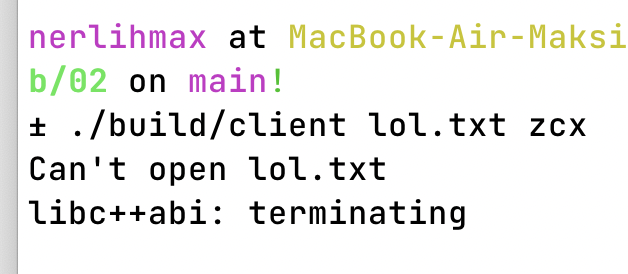 nerlihmax at MacBook-Air-Maksi
b/02 on main!
± ./build/client lol.txt zcx
Can't open lol.txt
libc++abi: terminating